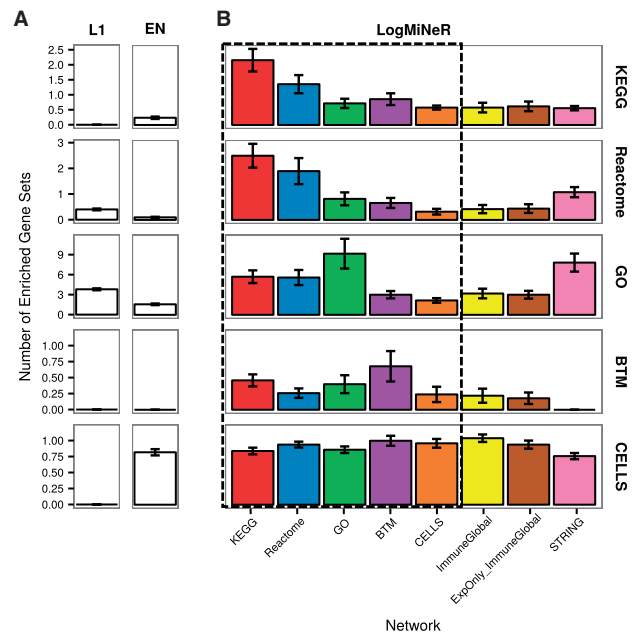 A
B
L1
EN
LogMiNeR
Number of Enriched Gene Sets
2.5
2.0
1.5
1.0
0.5
0.0
KEGG
3
2
1
0
Reactome
9
6
3
0
GO
1.00
0.75
0.50
0.25
0.00
BTM
1.00
0.75
0.50
0.25
0.00
CELLS
KEGG
Reactome
GO
BTM
CELLS
ImmuneGlobal
ExpOnly_ImmuneGlobal
STRING
Network